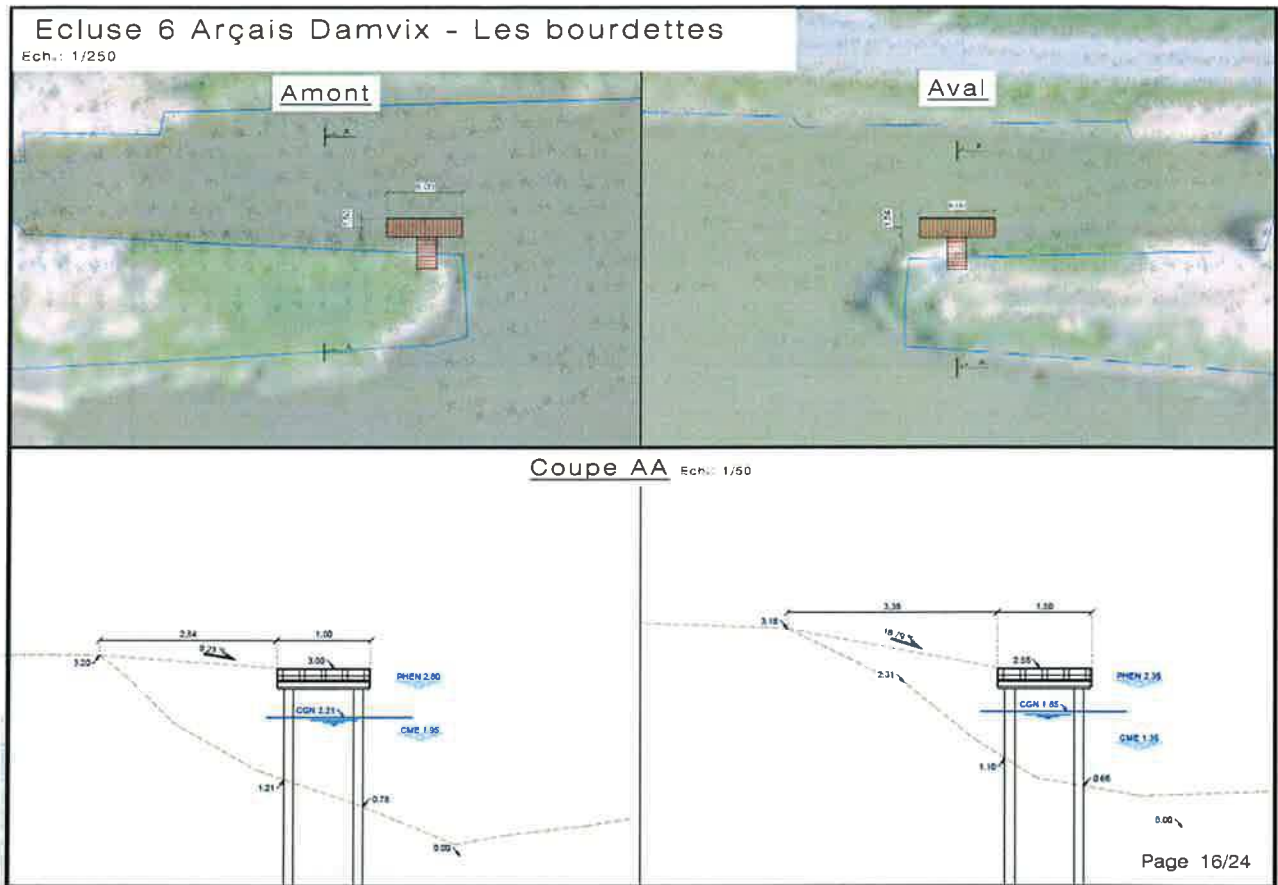 Ecluse 6 Arçais Damvix - Les bourdettes
Ech.: 1/250
Amont
Aval
Coupe AA Ech.: 1/50
2,54
1,00
3.20
3.00
PHEN 2.80
CGN 2.21
CME 1.95
1.21
0.78
0.00
3,35
1,50
3.18
2.55
2.31
PHEN 2.35
CGN 1.85
CME 1.35
1.10
0.66
0.00
Page 16/24